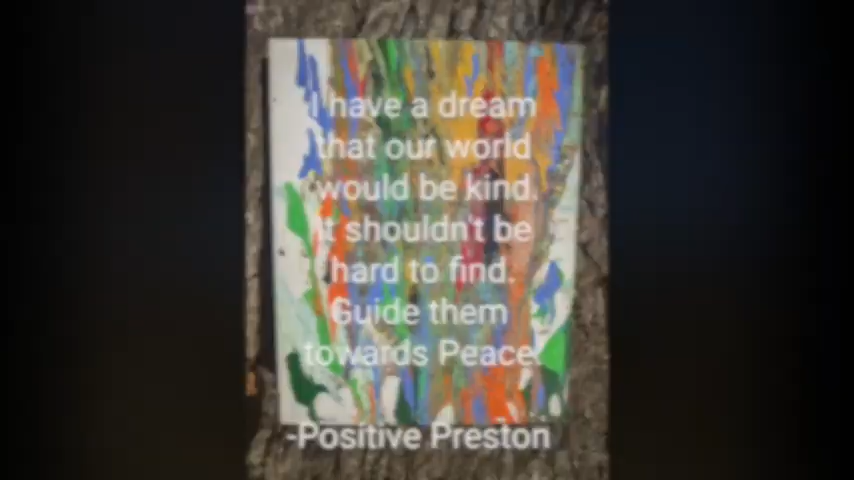 I have a dream
that our world
would be kind.
It shouldn't be
hard to find.
Guide them
towards Peace
-Positive Preston